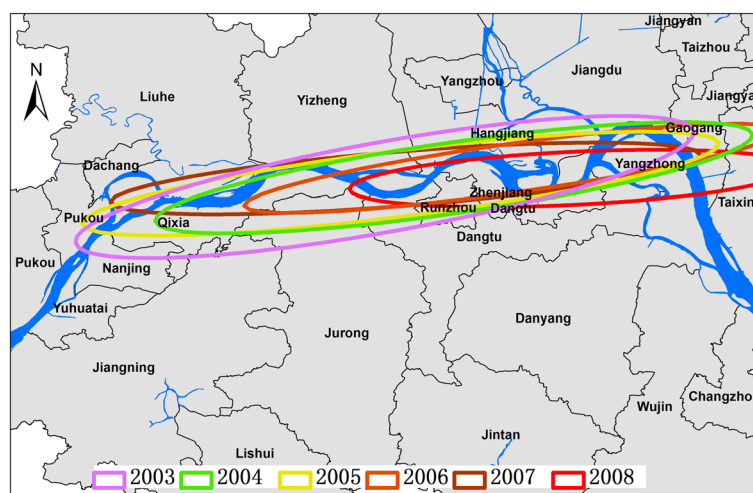 Jiangyan
Taizhou
N
Jiangdu
Yangzhou
Liuhe
Yizheng
Jiangya
Hangjiang
Gaogang
Dachang
Yangzhong
Zhenjiang
Taixin
Runzhou
Dangtu
Pukou
Qixia
Dangtu
Pukou
Nanjing
Yuhuatai
Jurong
Danyang
Jiangning
Changzho
Wujin
Jintan
Lishui
2003 2004 2005 2006 2007 2008